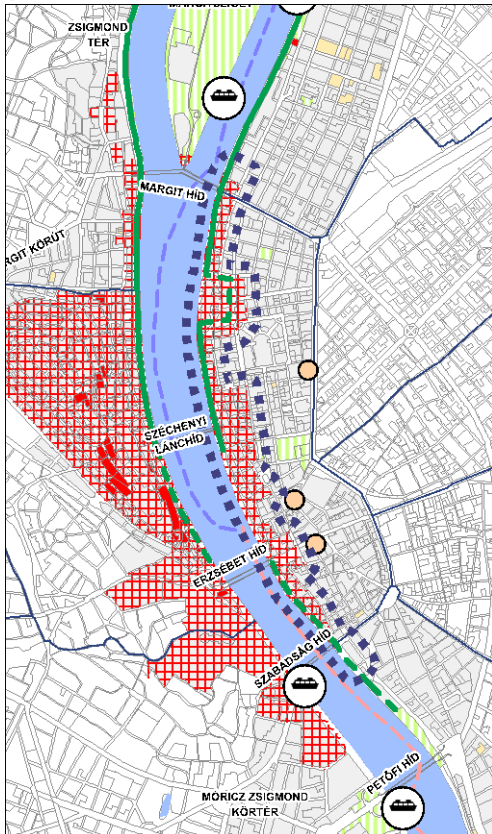 ZSIGMOND
TÉR
MARGIT HÍD
RGIT KÖRÚT
SZÉCHENYI
LÁNCHÍD
ERZSÉBET HÍD
SZABADSÁG HÍD
PETŐFI HÍD
MÓRICZ ZSIGMOND
KÖRTÉR